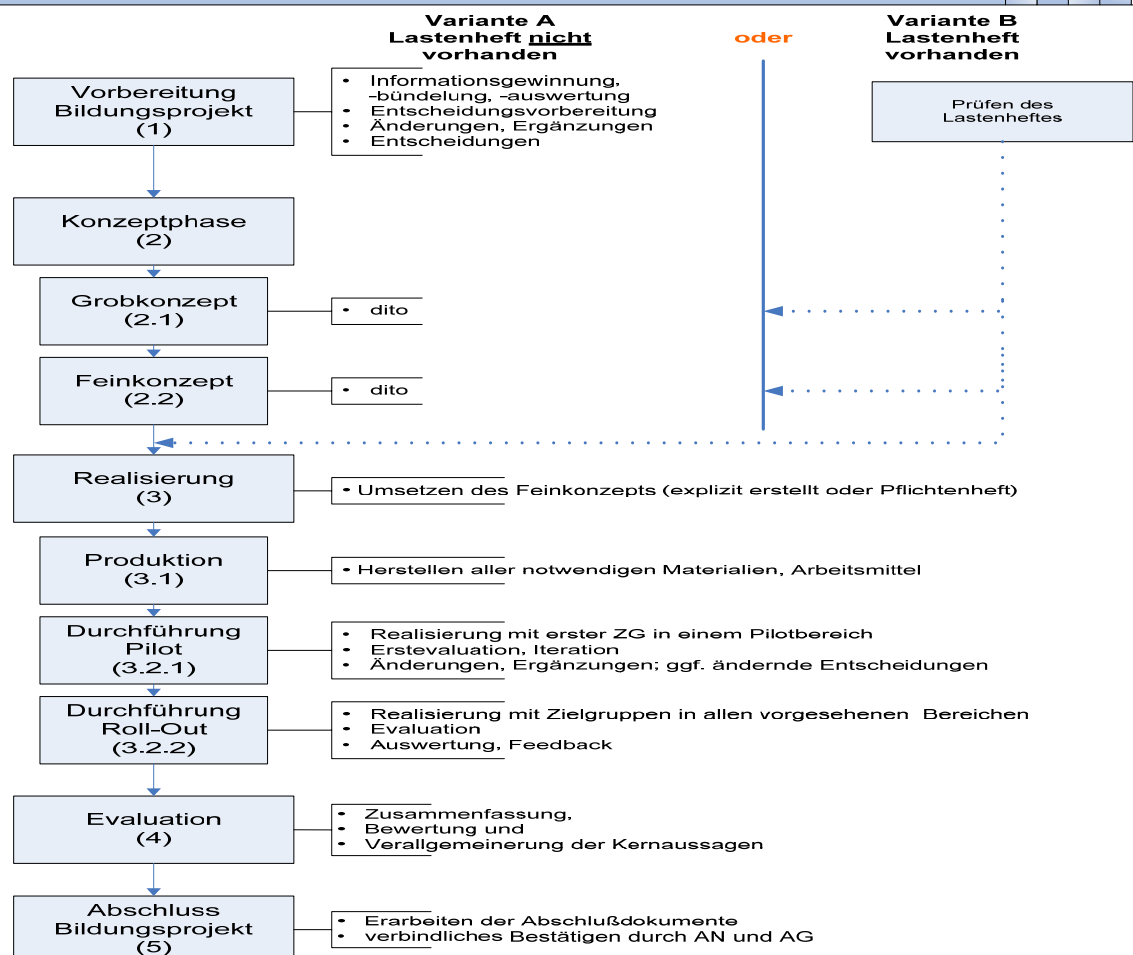 Variante A
Lastenheft nicht
vorhanden
oder
Variante B
Lastenheft
vorhanden
Vorbereitung
Bildungsprojekt
(1)
• Informationsgewinnung,
-bündelung, -auswertung
• Entscheidungsvorbereitung
• Änderungen, Ergänzungen
• Entscheidungen
Prüfen des
Lastenheftes
Konzeptphase
(2)
Grobkonzept
(2.1)
• dito
Feinkonzept
(2.2)
• dito
Realisierung
(3)
• Umsetzen des Feinkonzepts (explizit erstellt oder Pflichtenheft)
Produktion
(3.1)
• Herstellen aller notwendigen Materialien, Arbeitsmittel
Durchführung
Pilot
(3.2.1)
• Realisierung mit erster ZG in einem Pilotbereich
• Erstevaluation, Iteration
• Änderungen, Ergänzungen; ggf. ändernde Entscheidungen
Durchführung
Roll-Out
(3.2.2)
• Realisierung mit Zielgruppen in allen vorgesehenen Bereichen
• Evaluation
• Auswertung, Feedback
Evaluation
(4)
• Zusammenfassung,
• Bewertung und
• Verallgemeinerung der Kernaussagen
Abschluss
Bildungsprojekt
(5)
• Erarbeiten der Abschlußdokumente
• verbindliches Bestätigen durch AN und AG